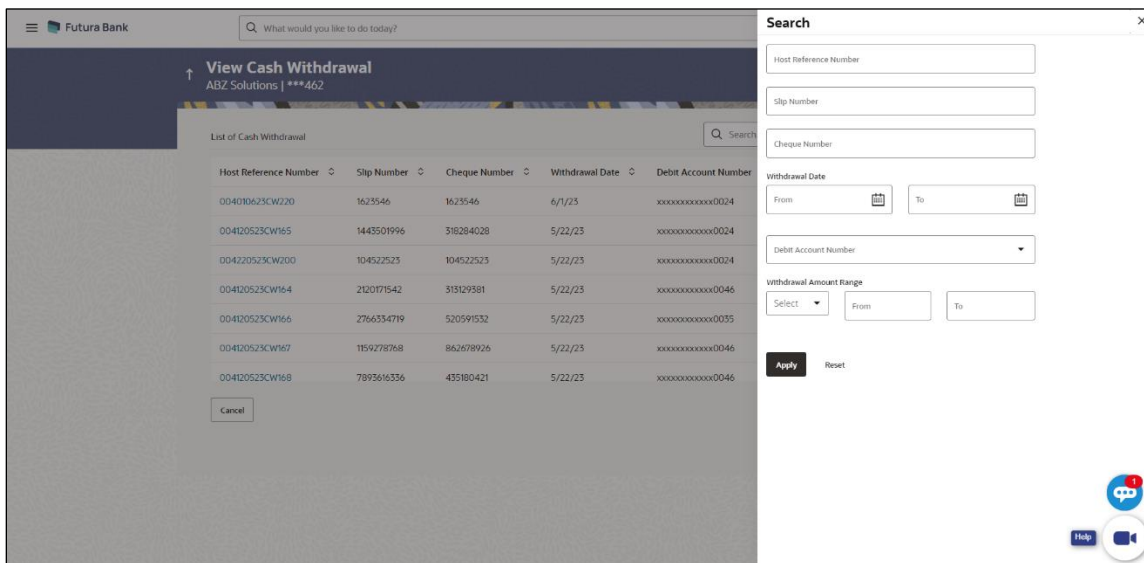 Futura Bank
What would you like to do today?
View Cash Withdrawal
ABZ Solutions | ***462
List of Cash Withdrawal
Search
Host Reference Number Slip Number Cheque Number Withdrawal Date Debit Account Number
004010623CW220 1623546 1623546 6/1/23 xxxxxxxxxxxx0024
004120523CW165 1443501996 318284028 5/22/23 xxxxxxxxxxxx0024
004220523CW200 104522523 104522523 5/22/23 xxxxxxxxxxxx0024
004120523CW164 2120171542 313129381 5/22/23 xxxxxxxxxxxx0046
004120523CW166 2766334719 520591532 5/22/23 xxxxxxxxxxxx0035
004120523CW167 1159278768 862678926 5/22/23 xxxxxxxxxxxx0046
004120523CW168 7893616336 435180421 5/22/23 xxxxxxxxxxxx0046
Cancel
Search
Host Reference Number
Slip Number
Cheque Number
Withdrawal Date
From To
Debit Account Number
Withdrawal Amount Range
Select From To
Apply Reset
1
Help